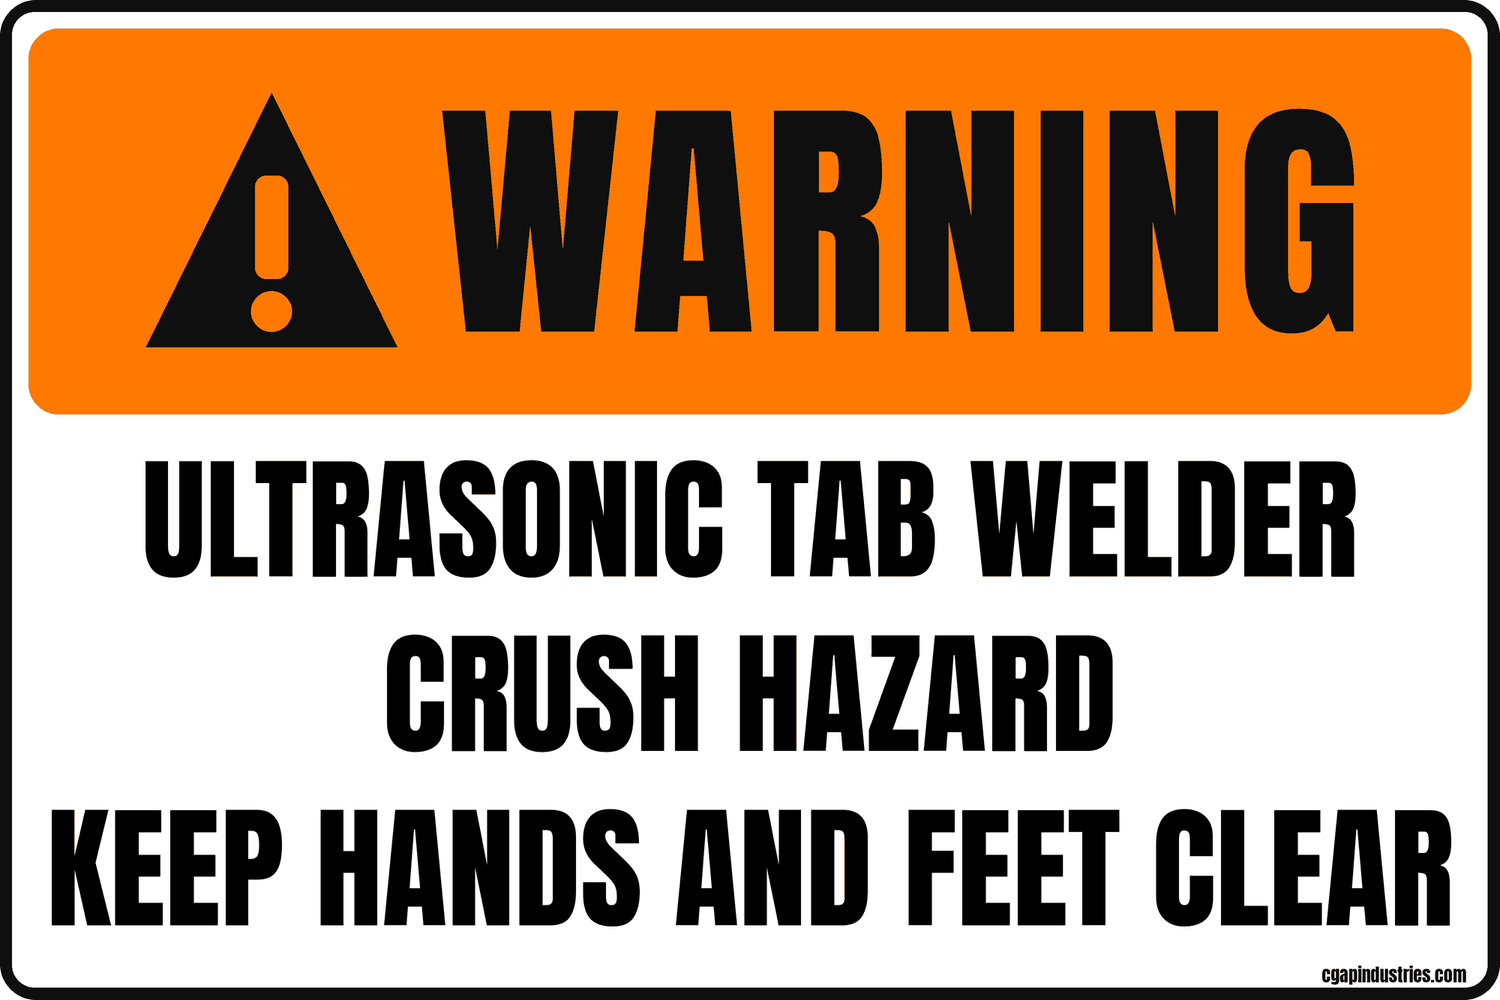 WARNING
ULTRASONIC TAB WELDER
CRUSH HAZARD
KEEP HANDS AND FEET CLEAR
cgapindustries.com